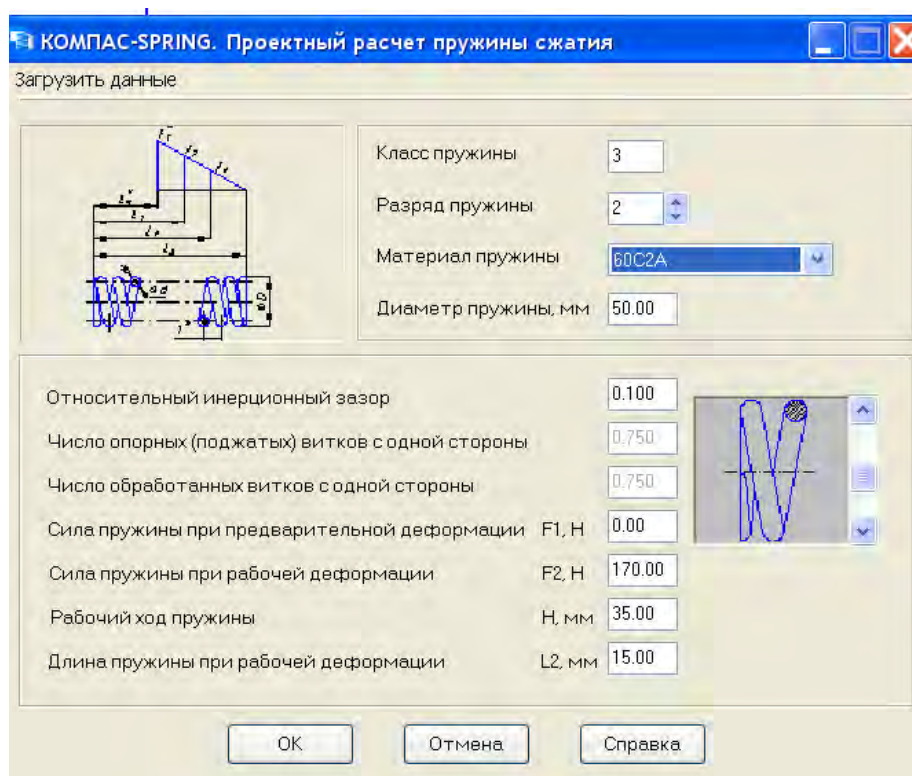 КОМПАС-SPRING. Проектный расчет пружины сжатия
Загрузить данные
Класс пружины 3
Разряд пружины 2
Материал пружины 60С2А
Диаметр пружины, мм 50.00
Относительный инерционный зазор 0.100
Число опорных (поджатых) витков с одной стороны 0.750
Число обработанных витков с одной стороны 0.750
Сила пружины при предварительной деформации F1, Н 0.00
Сила пружины при рабочей деформации F2, Н 170.00
Рабочий ход пружины Н, мм 35.00
Длина пружины при рабочей деформации L2, мм 15.00
ОК Отмена Справка